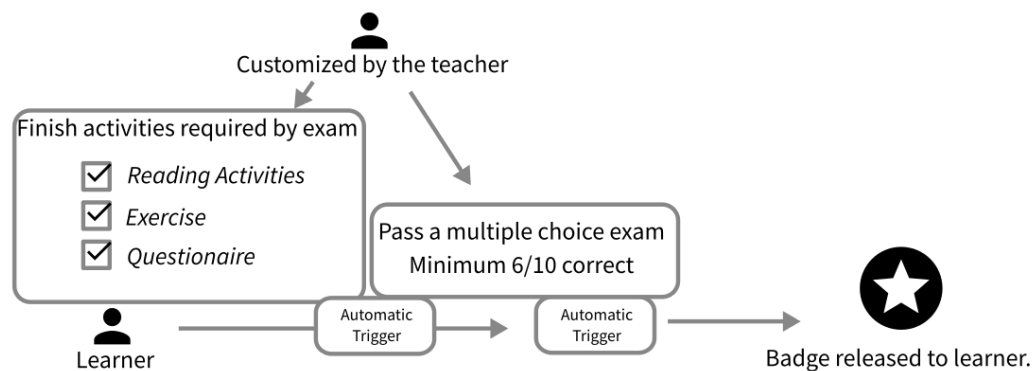 Customized by the teacher
Finish activities required by exam
Reading Activities
Exercise
Questionaire
Pass a multiple choice exam
Minimum 6/10 correct
Automatic
Trigger
Automatic
Trigger
Learner
Badge released to learner.